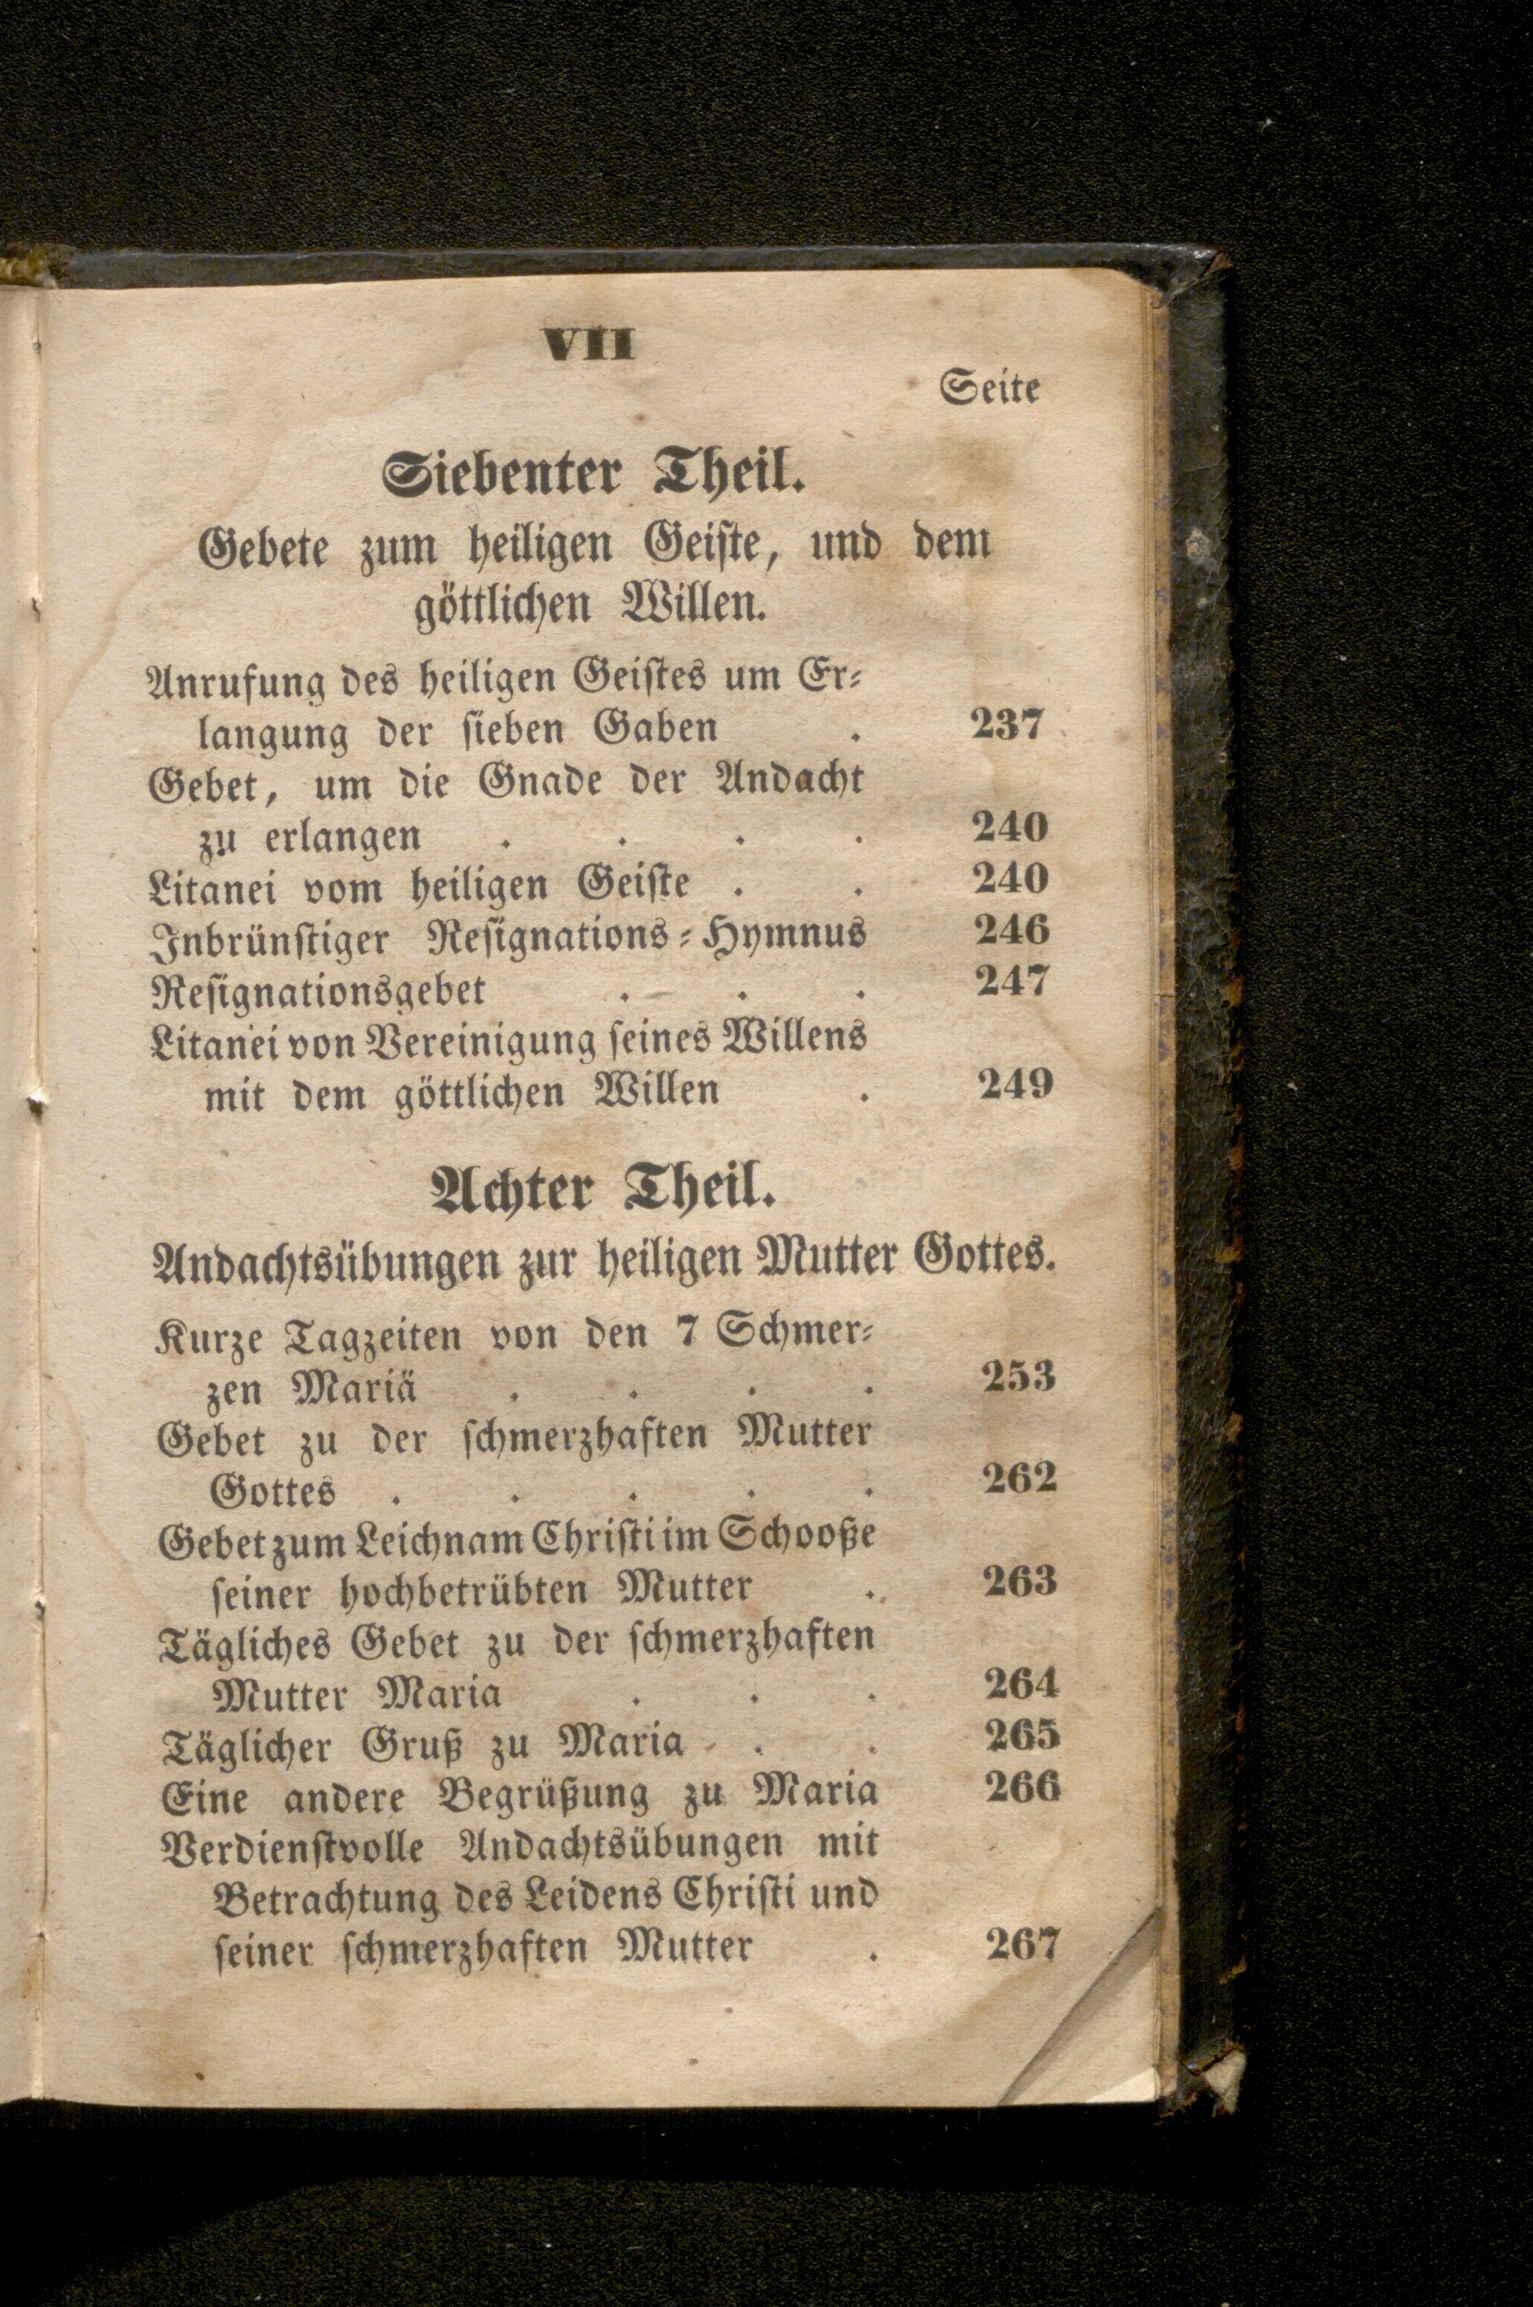 VII
Seite
Siebenter Theil.
Gebete zum heiligen Geiſte, und dem
göttlichen Willen.
Anrufung des heiligen Geiſtes um Er⸗
langung der ſieben Gaben . 237
Gebet, um die Gnade der Andacht
zu erlangen . . . . 240
Litanei vom heiligen Geiſte . . 240
Inbrünſtiger Reſignations⸗Hymnus 246
Reſignationsgebet . . . 247
Litanei von Vereinigung ſeines Willens
mit dem göttlichen Willen . 249
Achter Theil.
Andachtsübungen zur heiligen Mutter Gottes.
Kurze Tagzeiten von den 7 Schmer⸗
zen Mariä . . . . 253
Gebet zu der ſchmerzhaften Mutter
Gottes . . . . . 262
Gebet zum Leichnam Chriſti im Schooße
ſeiner hochbetrübten Mutter . 263
Tägliches Gebet zu der ſchmerzhaften
Mutter Maria . . . 264
Täglicher Gruß zu Maria . . 265
Eine andere Begrüßung zu Maria 266
Verdienſtvolle Andachtsübungen mit
Betrachtung des Leidens Chriſti und
ſeiner ſchmerzhaften Mutter . 267